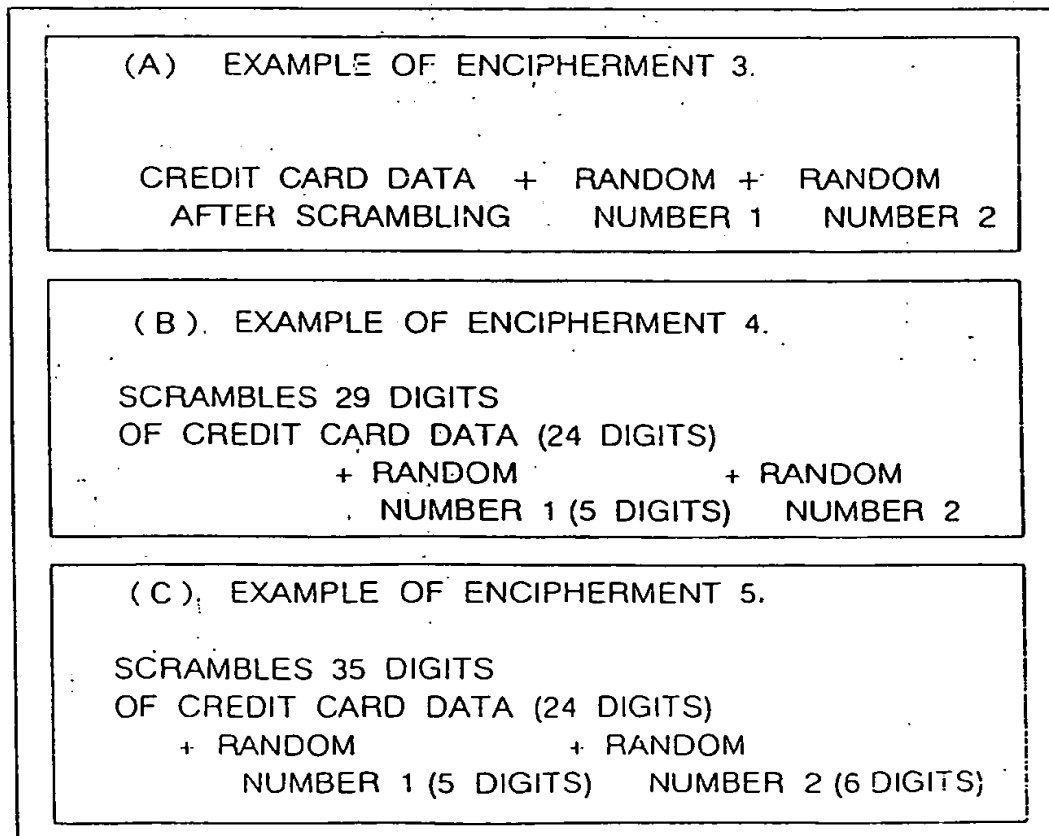 (A) EXAMPLE OF ENCIPHERMENT 3.
CREDIT CARD DATA + RANDOM + RANDOM
AFTER SCRAMBLING NUMBER 1 NUMBER 2
(B). EXAMPLE OF ENCIPHERMENT 4.
SCRAMBLES 29 DIGITS
OF CREDIT CARD DATA (24 DIGITS)
+ RANDOM + RANDOM
NUMBER 1 (5 DIGITS) NUMBER 2
(C). EXAMPLE OF ENCIPHERMENT 5.
SCRAMBLES 35 DIGITS
OF CREDIT CARD DATA (24 DIGITS)
+ RANDOM + RANDOM
NUMBER 1 (5 DIGITS) NUMBER 2 (6 DIGITS)